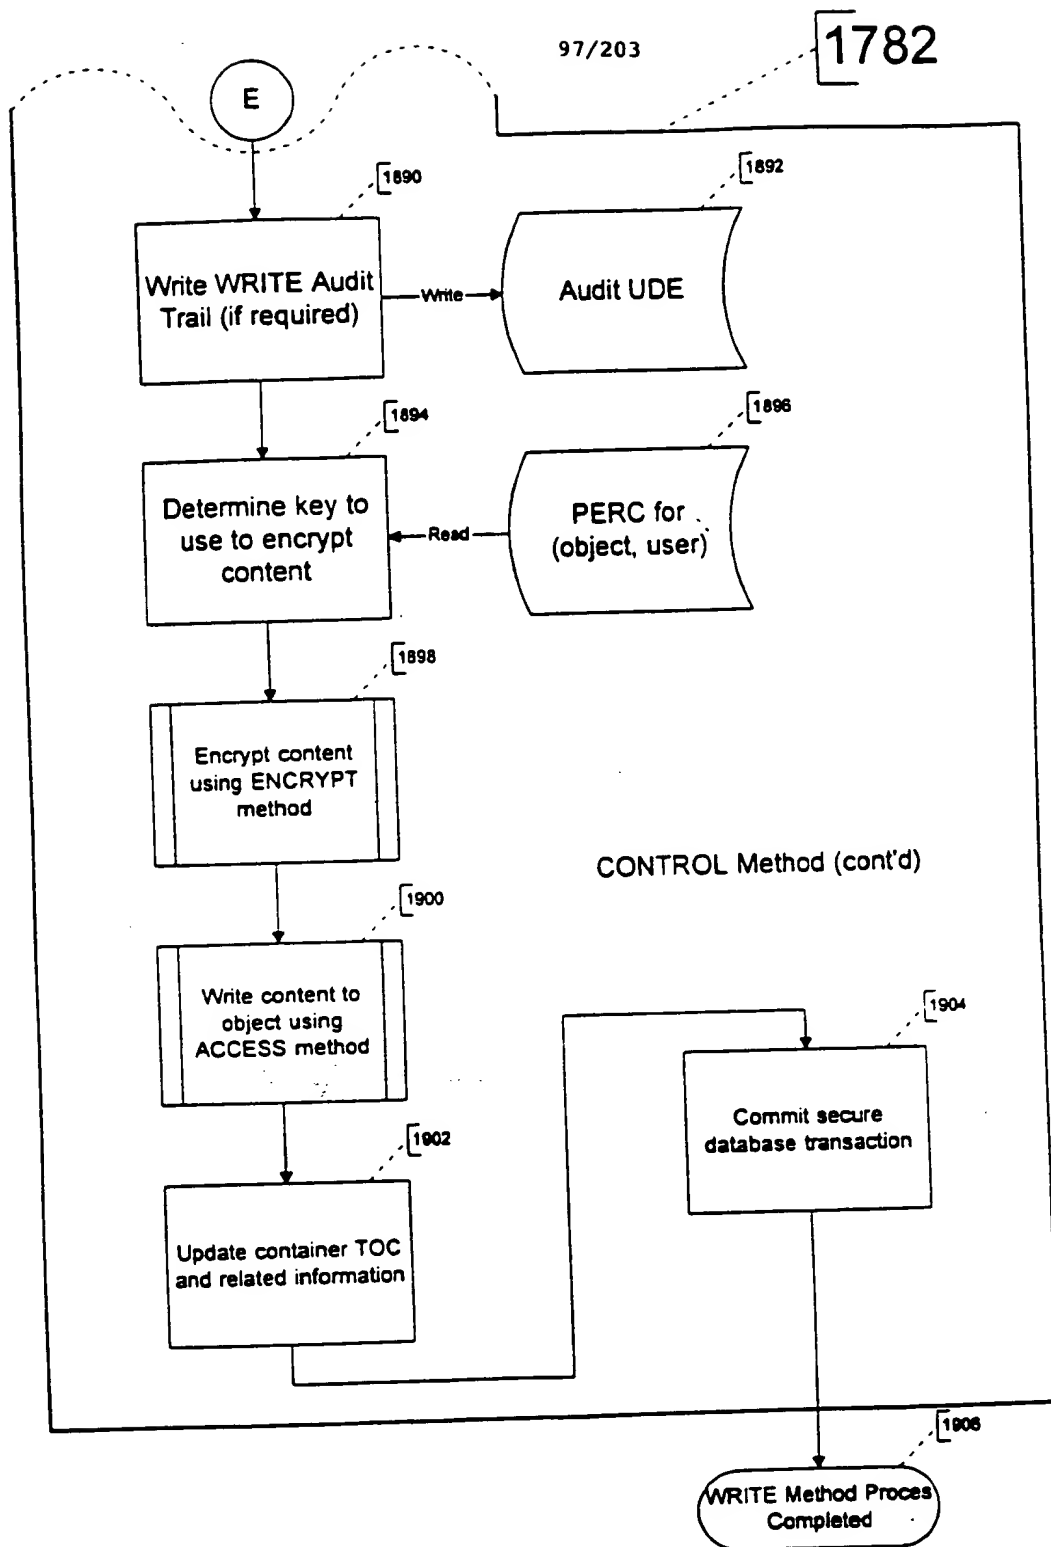 97/203
1782
E
1890
Write WRITE Audit
Trail (if required)
Write
1892
Audit UDE
1894
Determine key to
use to encrypt
content
Read
1896
PERC for
(object, user)
1898
Encrypt content
using ENCRYPT
method
CONTROL Method (cont'd)
1900
Write content to
object using
ACCESS method
1902
Update container TOC
and related information
1904
Commit secure
database transaction
1906
WRITE Method Proces
Completed